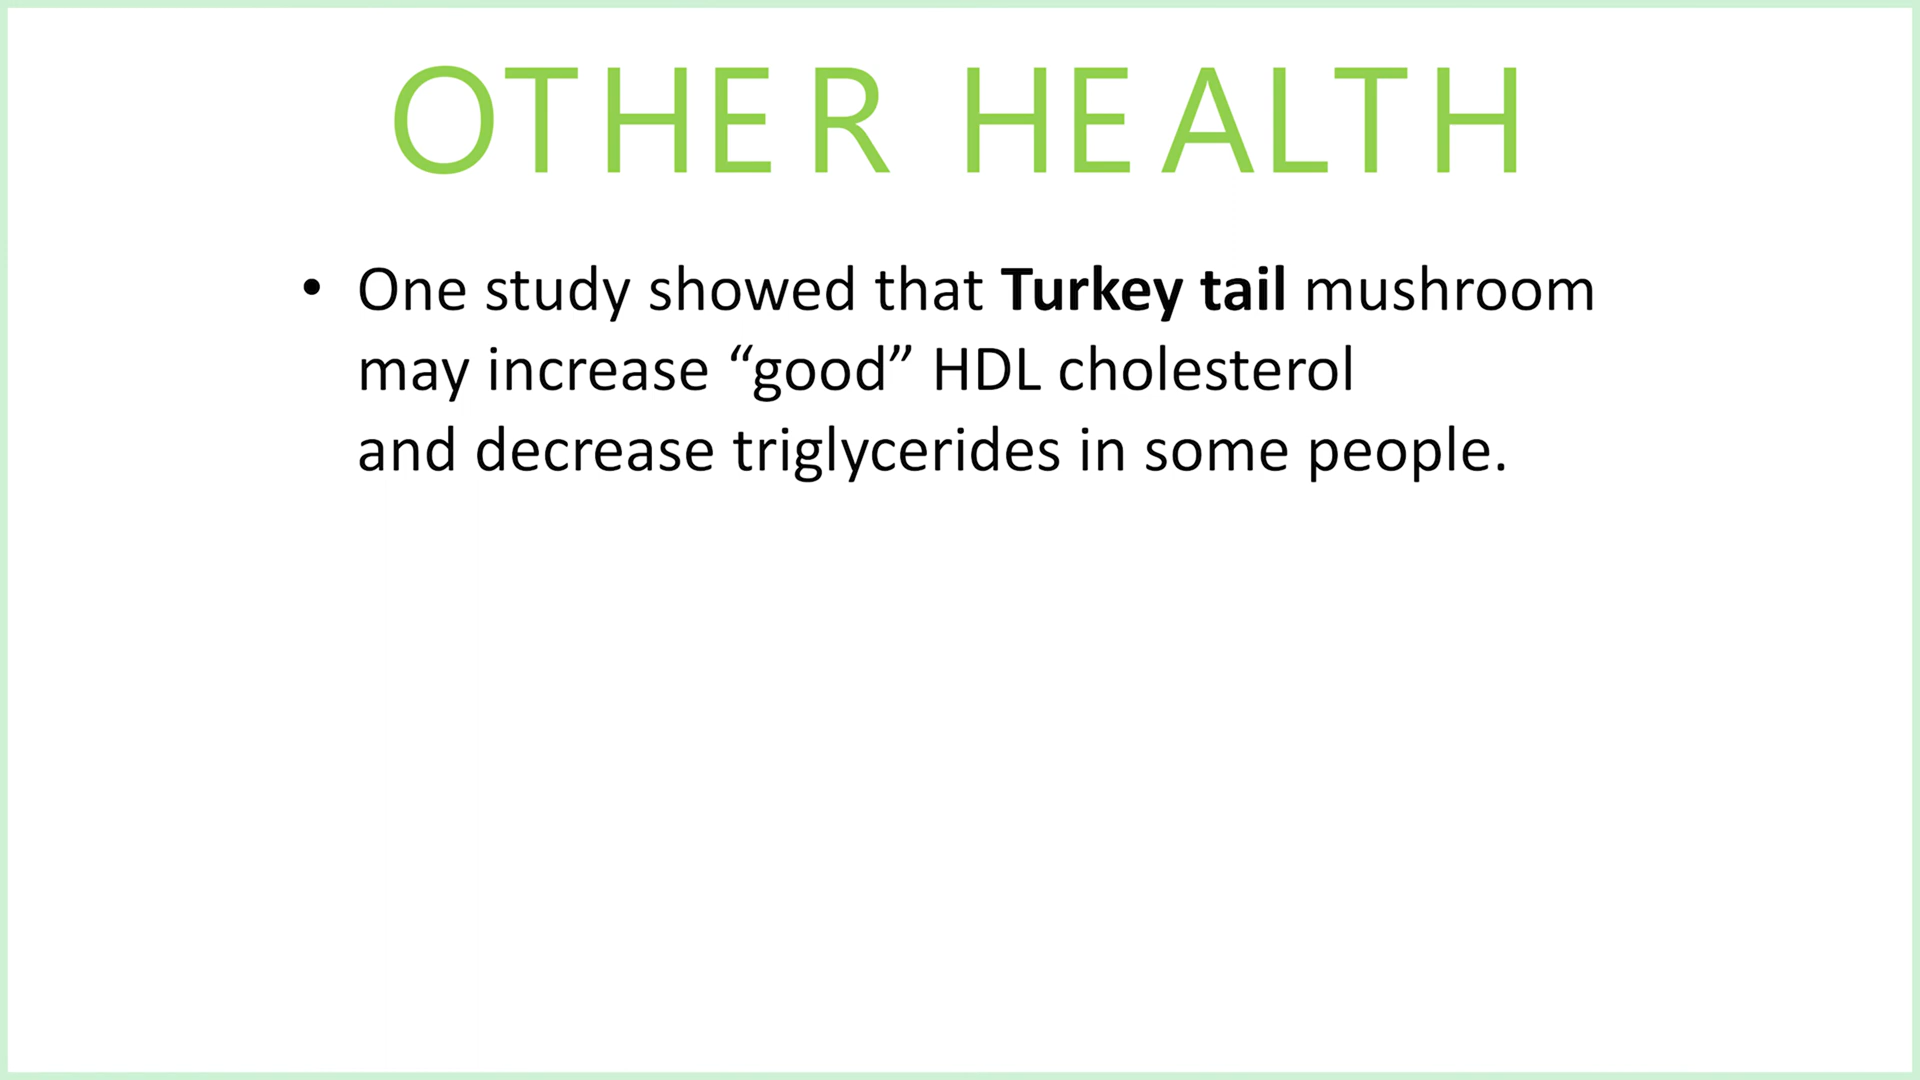 OTHER HEALTH
• One study showed that Turkey tail mushroom
may increase “good” HDL cholesterol
and decrease triglycerides in some people.